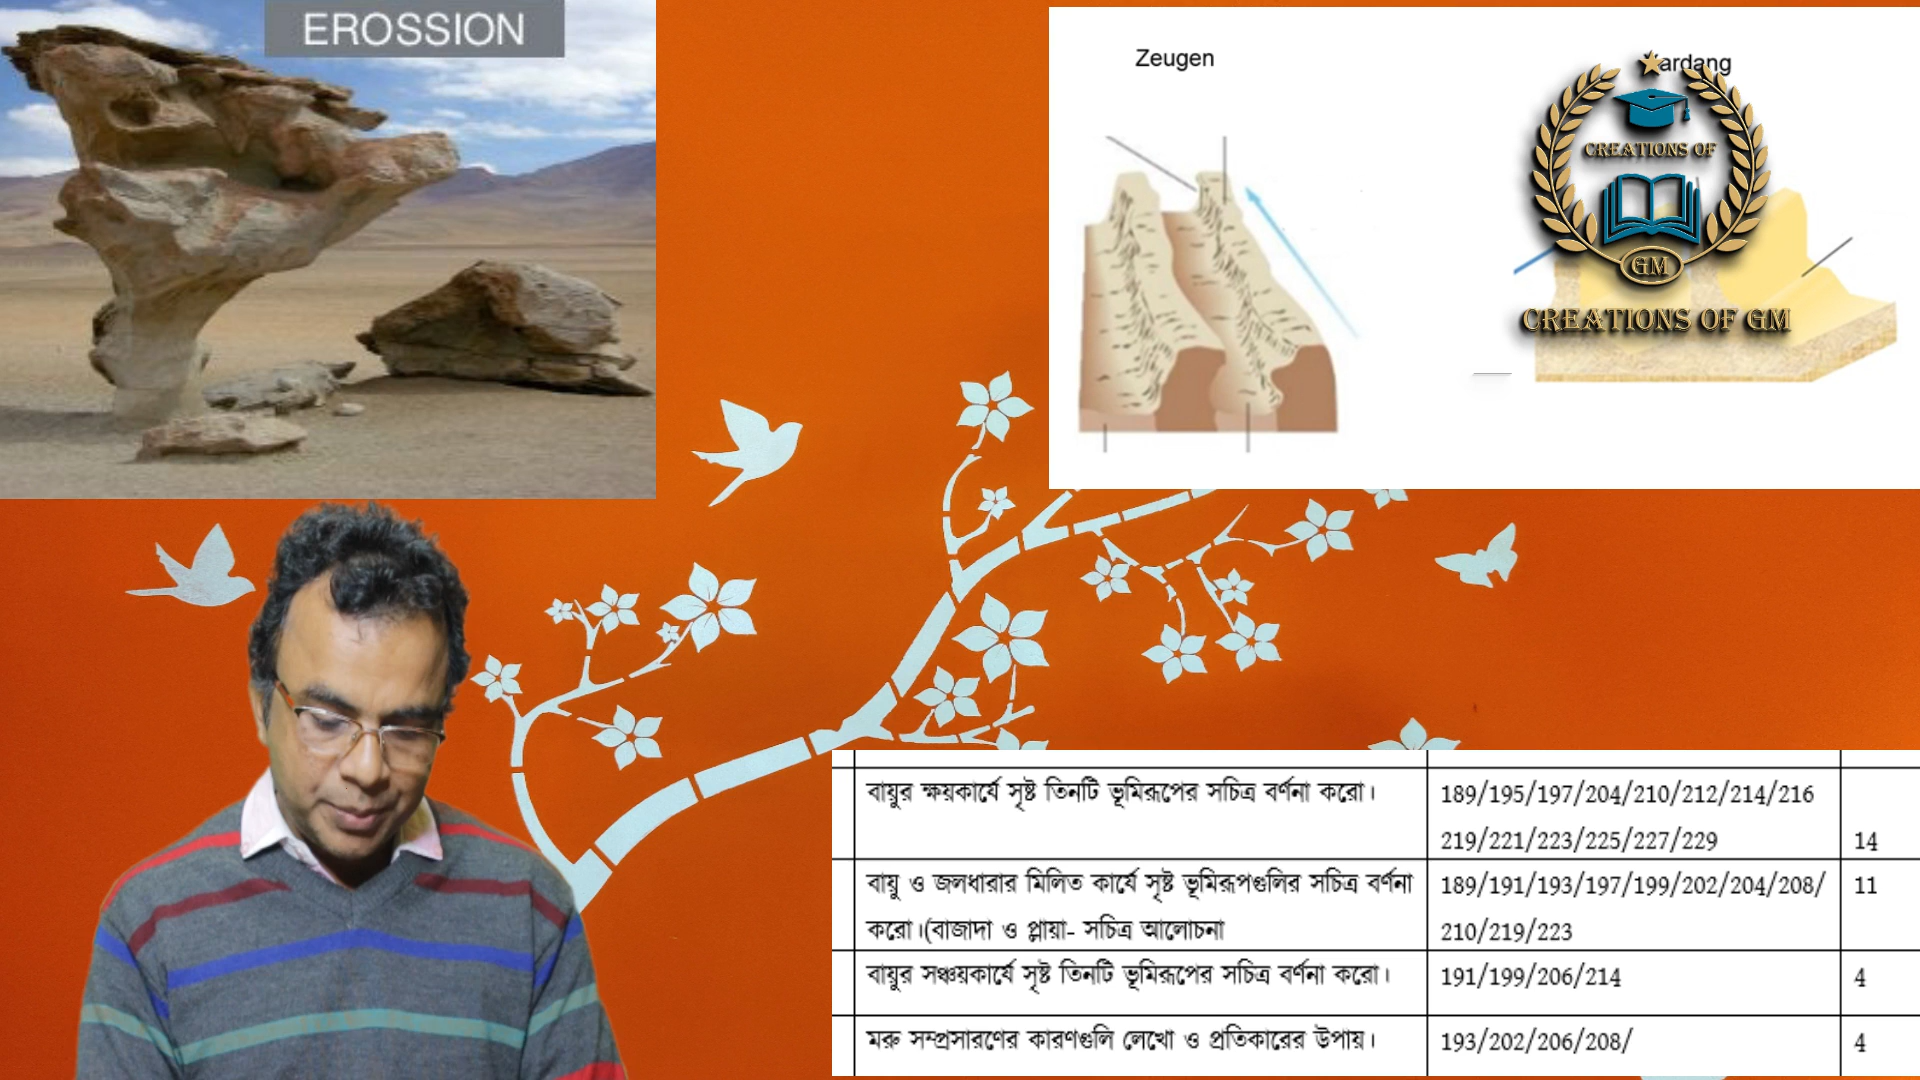 EROSSION
Zeugen
ardang
CREATIONS OF
GM
CREATIONS OF GM
বায়ুর ক্ষয়কার্যে সৃষ্ট তিনটি ভূমিরূপের সচিত্র বর্ণনা করো।
189/195/197/204/210/212/214/216
219/221/223/225/227/229
14
বায়ু ও জলধারার মিলিত কার্যে সৃষ্ট ভূমিরূপগুলির সচিত্র বর্ণনা
করো।(বাজাদা ও প্লায়া- সচিত্র আলোচনা
189/191/193/197/199/202/204/208/
210/219/223
11
বায়ুর সঞ্চয়কার্যে সৃষ্ট তিনটি ভূমিরূপের সচিত্র বর্ণনা করো।
191/199/206/214
4
মরু সম্প্রসারণের কারণগুলি লেখো ও প্রতিকারের উপায়।
193/202/206/208/
4